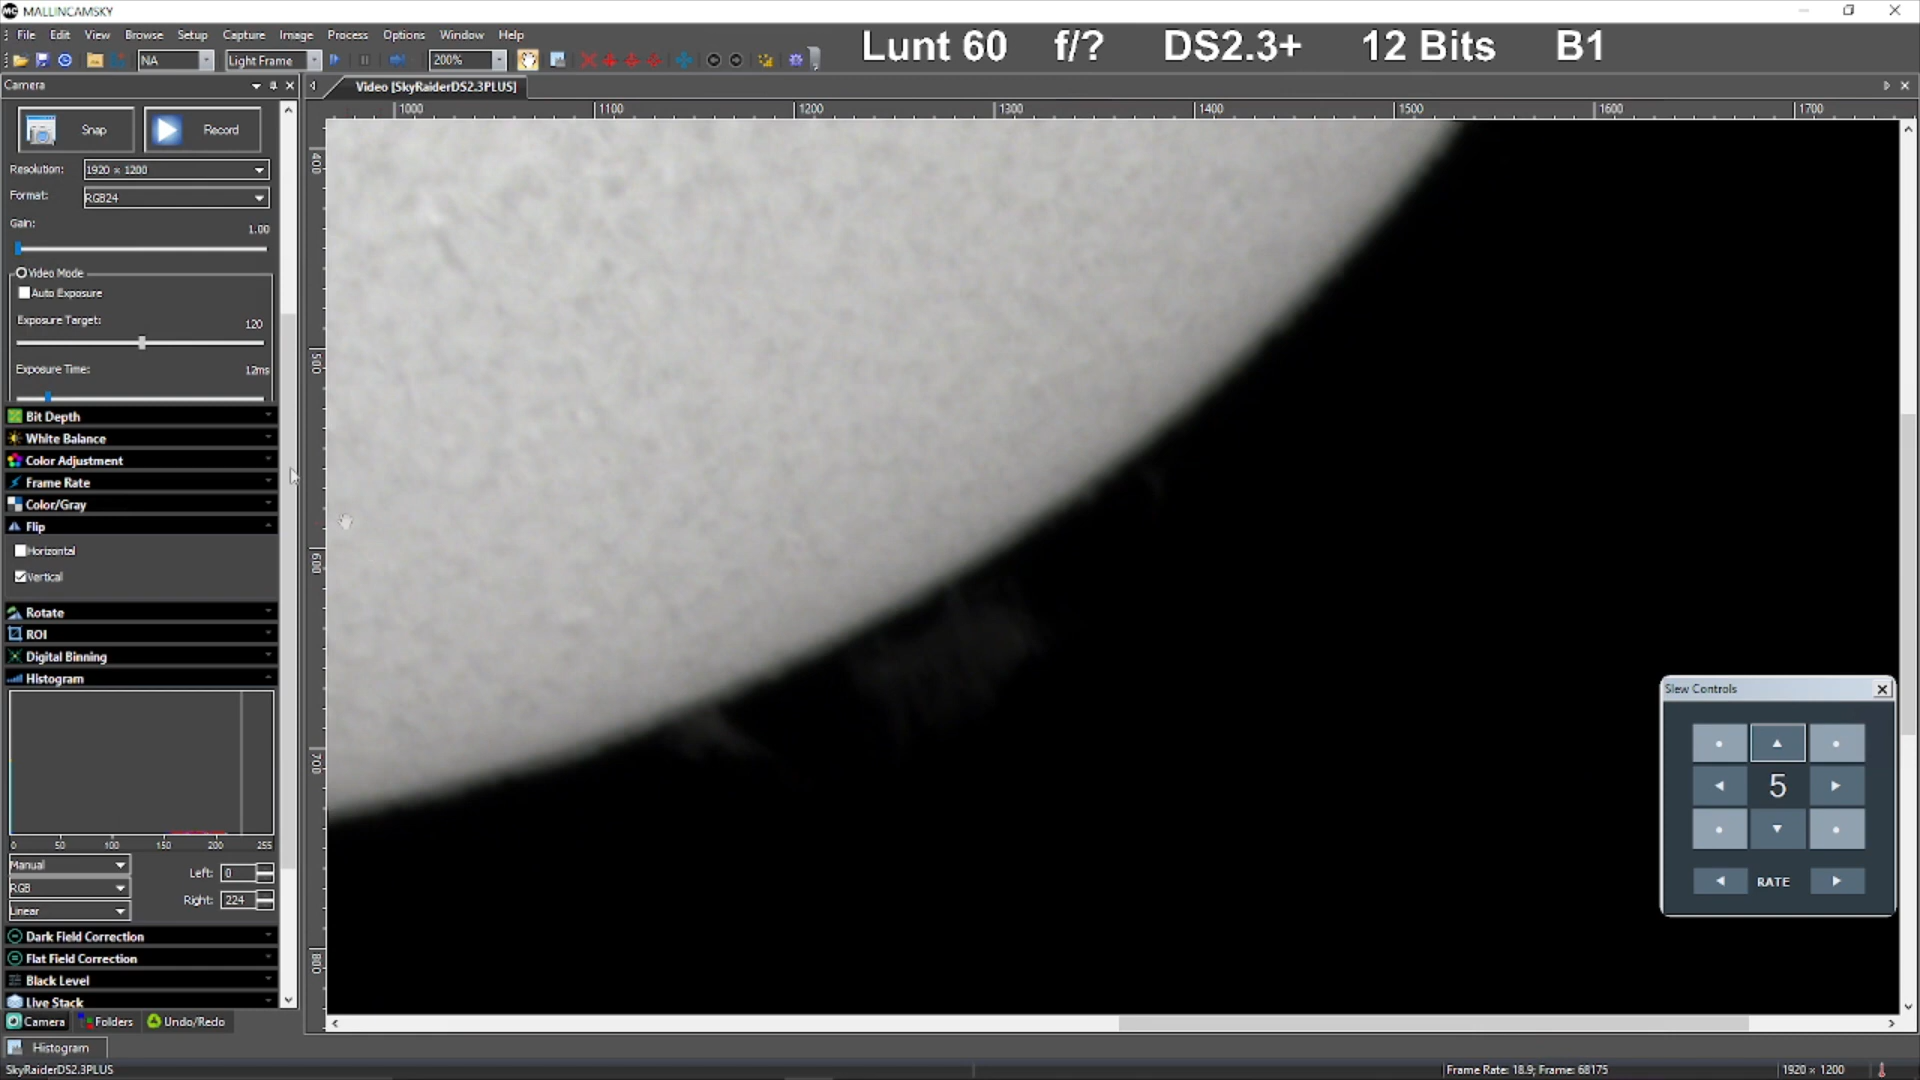 MALLINCAMSKY
File Edit View Browse Setup Capture Image Process Options Window Help
NA Light Frame 200%
Lunt 60 f/? DS2.3+ 12 Bits B1
Camera
Video [SkyRaiderDS2.3PLUS]
1000 1100 1200 1300 1400 1500 1600 1700
Snap Record
Resolution: 1920 × 1200
Format: RGB24
Gain: 1.00
Video Mode
Auto Exposure
Exposure Target: 120
Exposure Time: 12ms
Bit Depth
White Balance
Color Adjustment
Frame Rate
Color/Gray
Flip
Horizontal
Vertical
Rotate
ROI
Digital Binning
Histogram
0 50 100 150 200 255
Manual
Left: 0
RGB
Right: 224
Linear
Dark Field Correction
Flat Field Correction
Black Level
Live Stack
Camera Folders Undo/Redo
Histogram
400
500
600
700
800
Slew Controls
5
RATE
SkyRaiderDS2.3PLUS
Frame Rate: 18.9; Frame: 68175
1920 × 1200